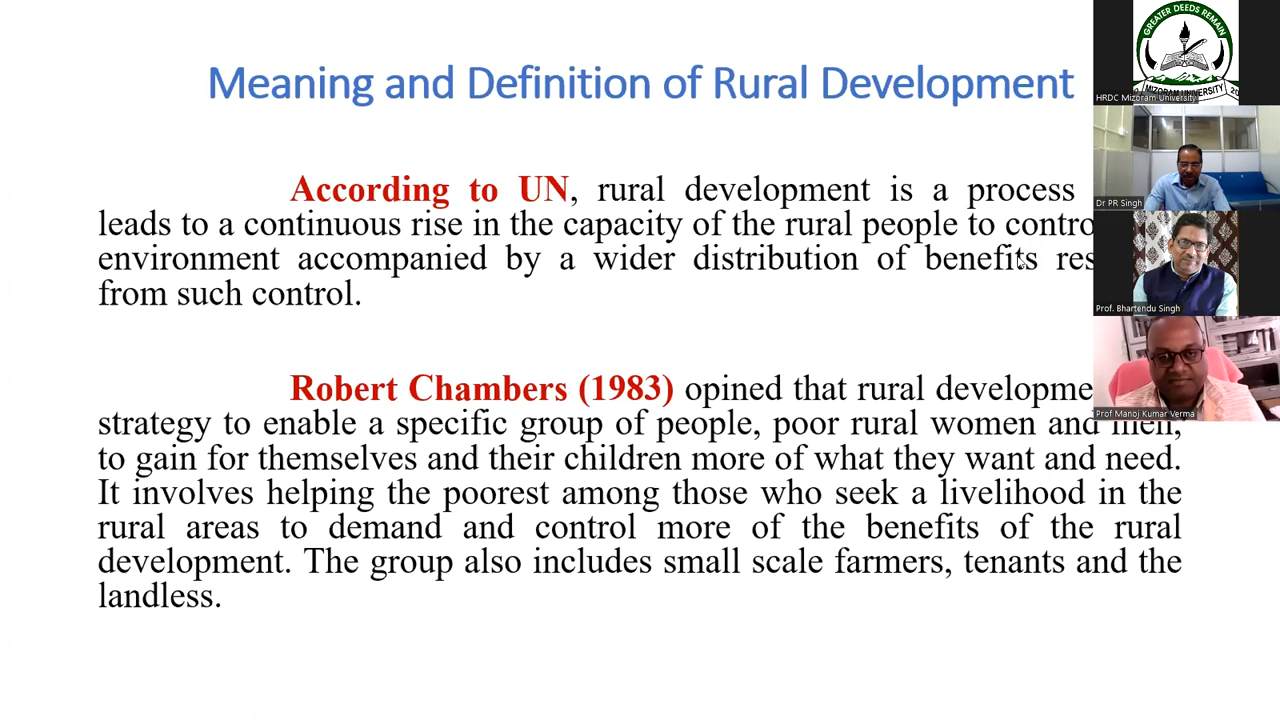 Meaning and Definition of Rural Development
According to UN, rural development is a process
leads to a continuous rise in the capacity of the rural people to contro
environment accompanied by a wider distribution of benefits res
from such control.
Robert Chambers (1983) opined that rural developme
strategy to enable a specific group of people, poor rural women and men,
to gain for themselves and their children more of what they want and need.
It involves helping the poorest among those who seek a livelihood in the
rural areas to demand and control more of the benefits of the rural
development. The group also includes small scale farmers, tenants and the
landless.
GREATER DEEDS REMAIN
MIZORAM UNIVERSITY
HRDC Mizoram University
Dr PR Singh
Prof. Bhartendu Singh
Prof Manoj Kumar Verma